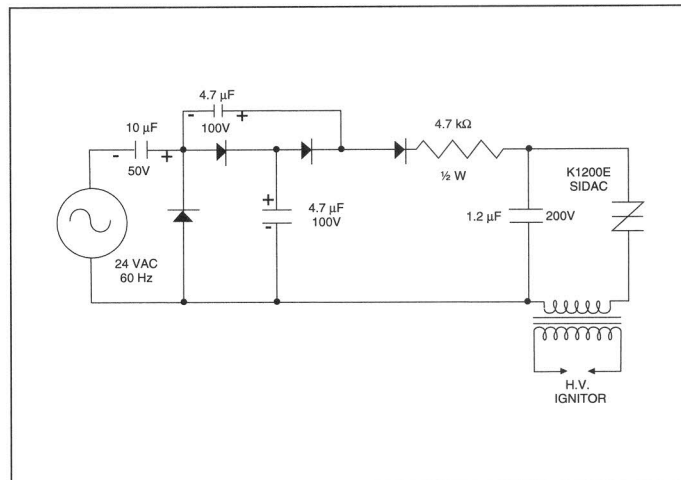 4.7 µF
- +
100V
10 µF
- +
50V
4.7 kΩ
½ W
K1200E
SIDAC
+
-
4.7 µF
100V
1.2 µF
200V
24 VAC
60 Hz
H.V.
IGNITOR